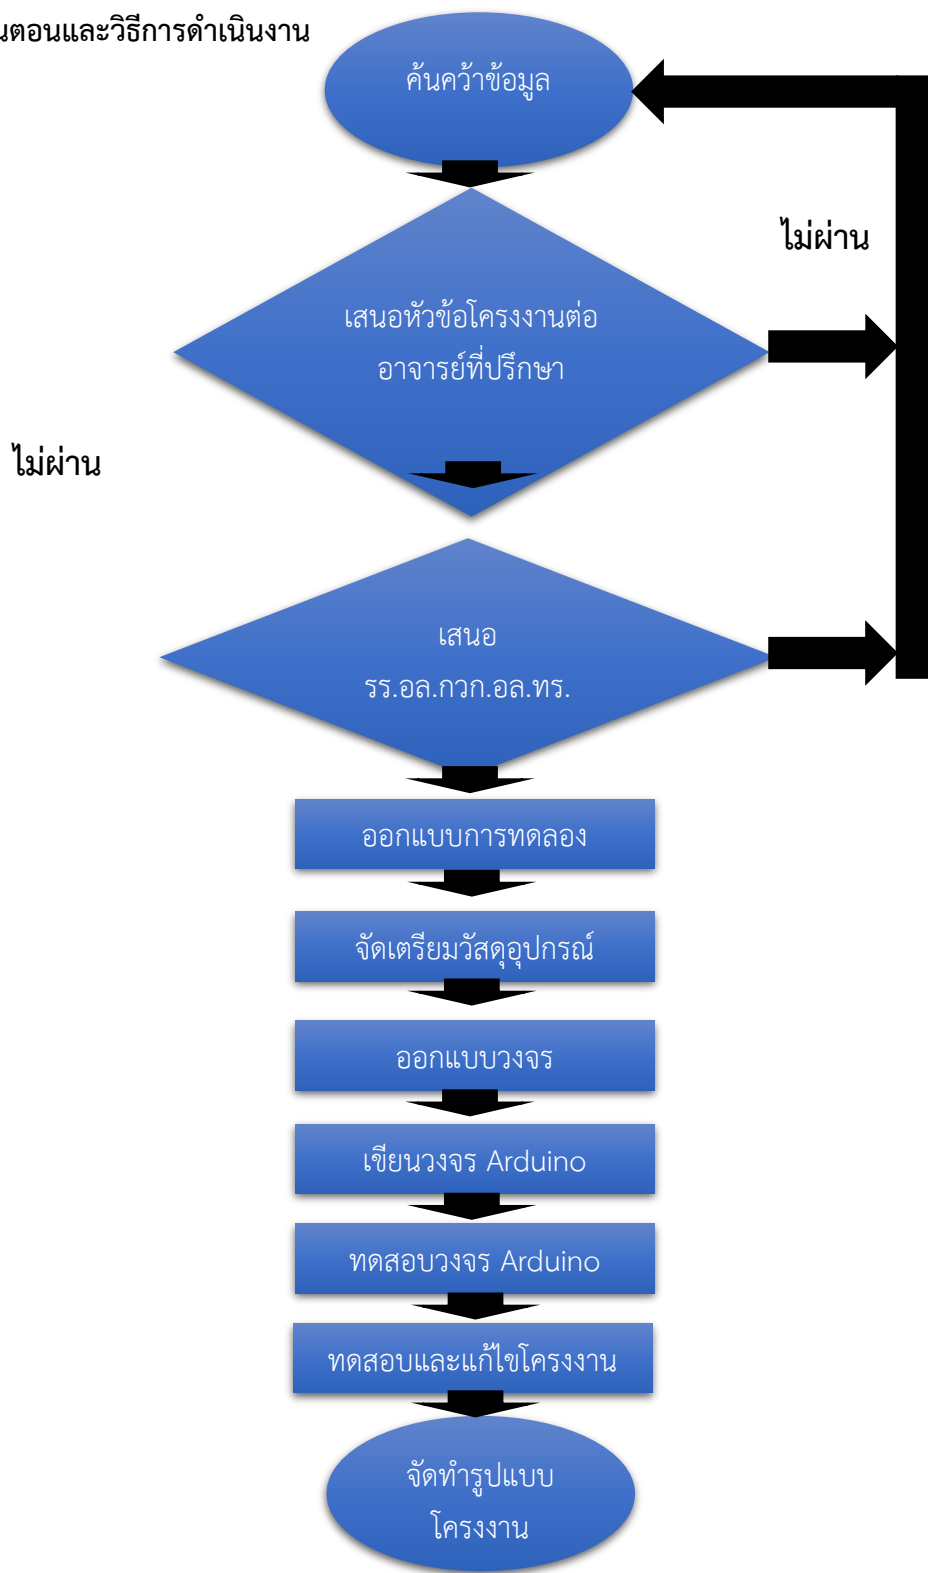 นตอนและวิธีการดำเนินงาน
ค้นคว้าข้อมูล
ไม่ผ่าน
เสนอหัวข้อโครงงานต่อ
อาจารย์ที่ปรึกษา
ไม่ผ่าน
เสนอ
รร.อล.กวก.อล.ทร.
ออกแบบการทดลอง
จัดเตรียมวัสดุอุปกรณ์
ออกแบบวงจร
เขียนวงจร Arduino
ทดสอบวงจร Arduino
ทดสอบและแก้ไขโครงงาน
จัดทำรูปแบบ
โครงงาน